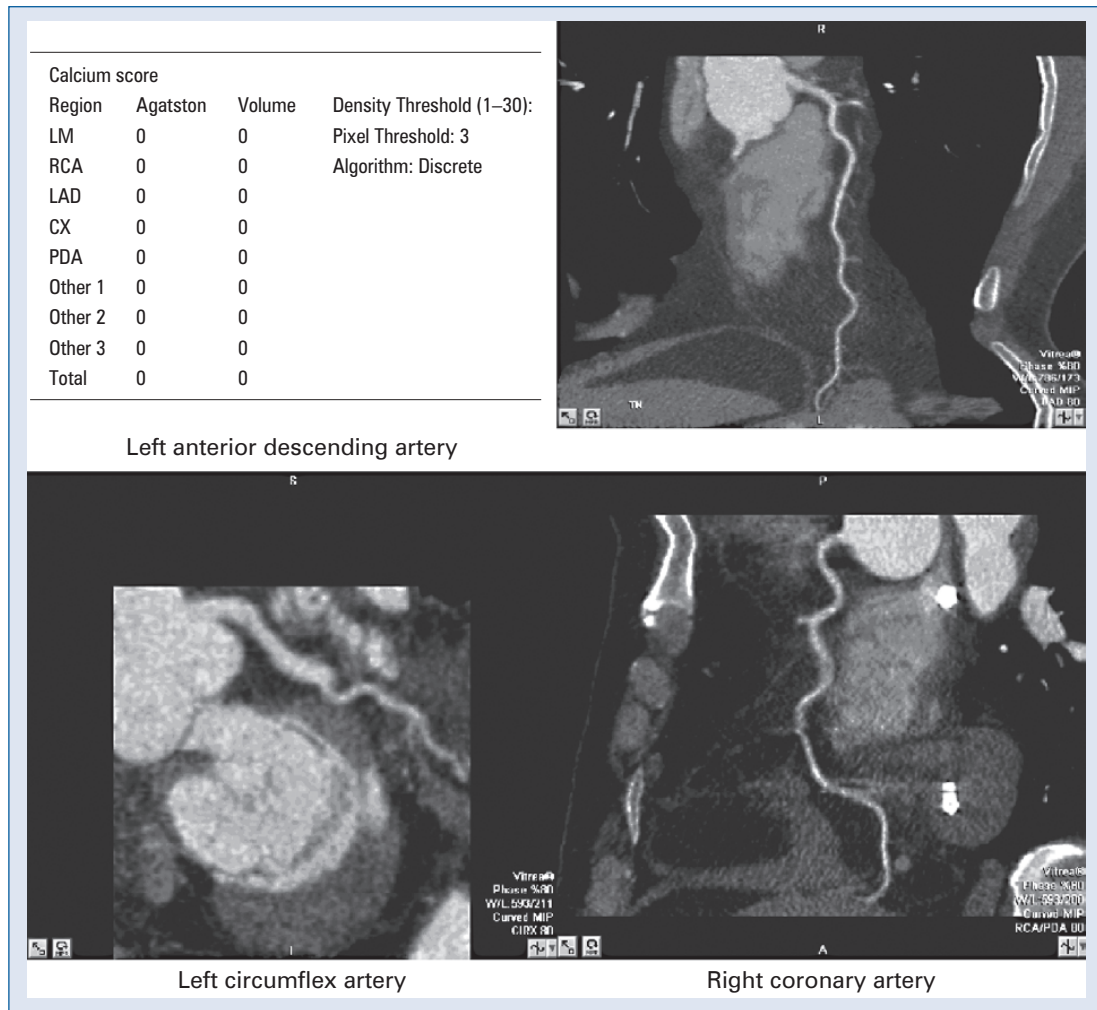 Calcium score
Region Agatston Volume Density Threshold (1–30):
LM 0 0 Pixel Threshold: 3
RCA 0 0 Algorithm: Discrete
LAD 0 0
CX 0 0
PDA 0 0
Other 1 0 0
Other 2 0 0
Other 3 0 0
Total 0 0
R
Vitrea®
Phase %80
W/L:786/173
Curved MIP
LAD 80
L
Left anterior descending artery
S
Vitrea®
Phase %80
W/L:593/211
Curved MIP
CIRX 80
I
P
Vitrea®
Phase %80
W/L:593/200
Curved MIP
RCA/PDA 80
A
Left circumflex artery
Right coronary artery